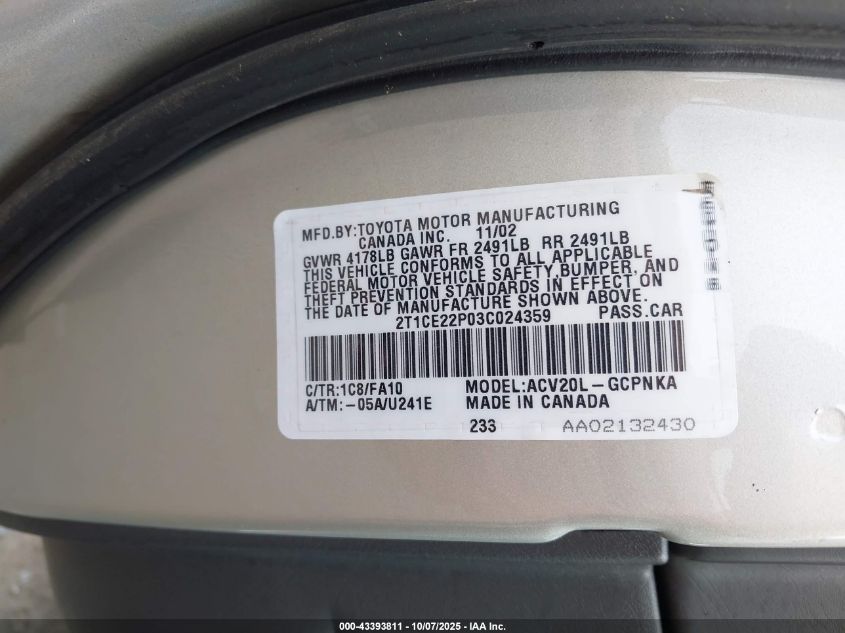 MFD.BY:TOYOTA MOTOR MANUFACTURING
CANADA INC. 11/02
GVWR 4178LB GAWR FR 2491LB RR 2491LB
THIS VEHICLE CONFORMS TO ALL APPLICABLE
FEDERAL MOTOR VEHICLE SAFETY,BUMPER, AND
THEFT PREVENTION STANDARDS IN EFFECT ON
THE DATE OF MANUFACTURE SHOWN ABOVE.
2T1CE22P03C024359 PASS.CAR
C/TR:1C8/FA10 MODEL:ACV20L-GCPNKA
A/TM:-05A/U241E MADE IN CANADA
233 AA02132430
000-43393811 - 10/07/2025 - IAA Inc.